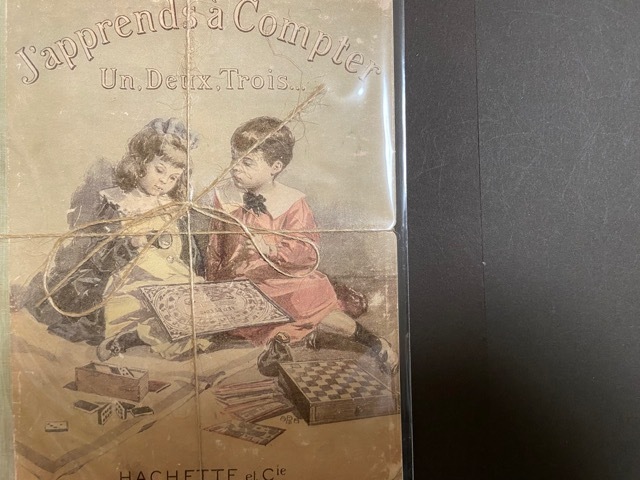 J'apprends à Compter
Un, Deux, Trois...
HACHETTE et Cie